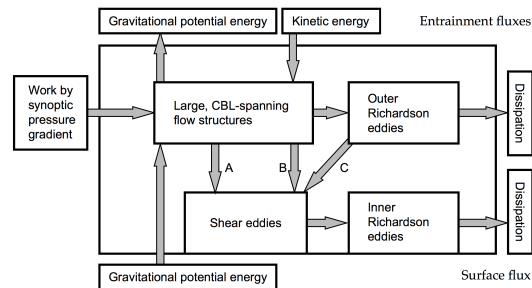 Gravitational potential energy
Kinetic energy
Entrainment fluxes
Work by
synoptic
pressure
gradient
Large, CBL-spanning
flow structures
Outer
Richardson
eddies
Dissipation
A
B
C
Shear eddies
Inner
Richardson
eddies
Dissipation
Gravitational potential energy
Surface flux